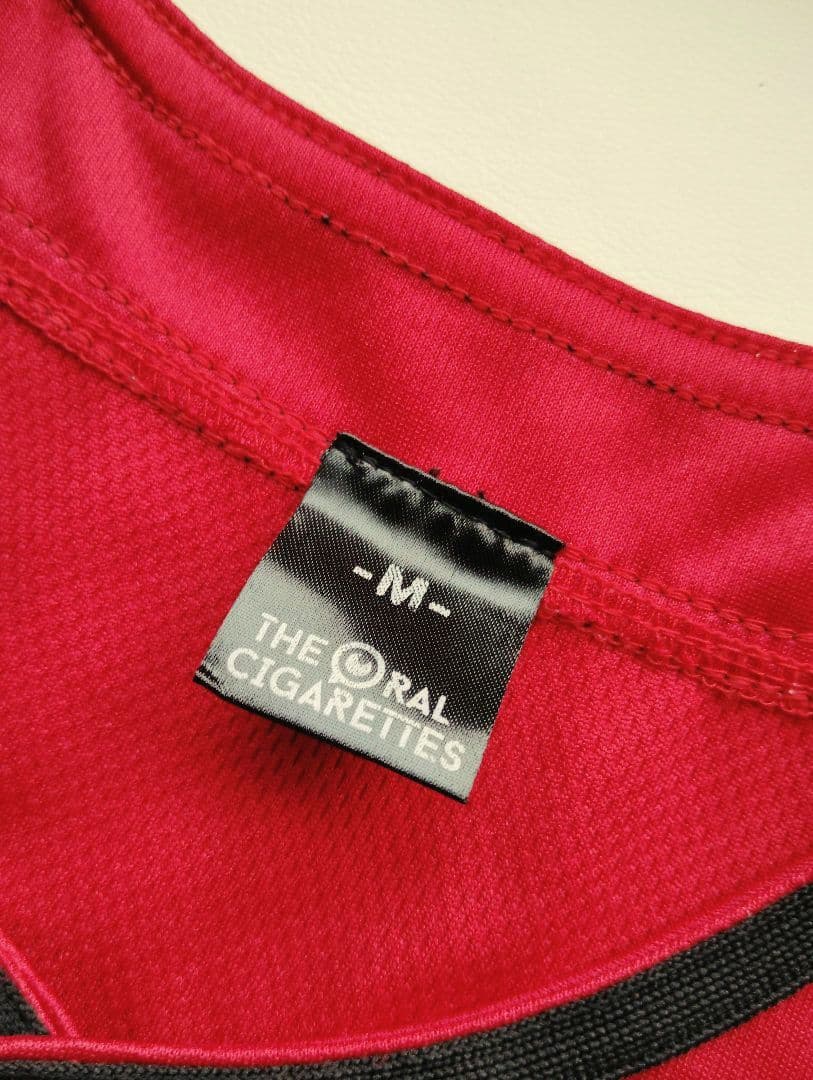 -M-
THE ORAL
CIGARETTES